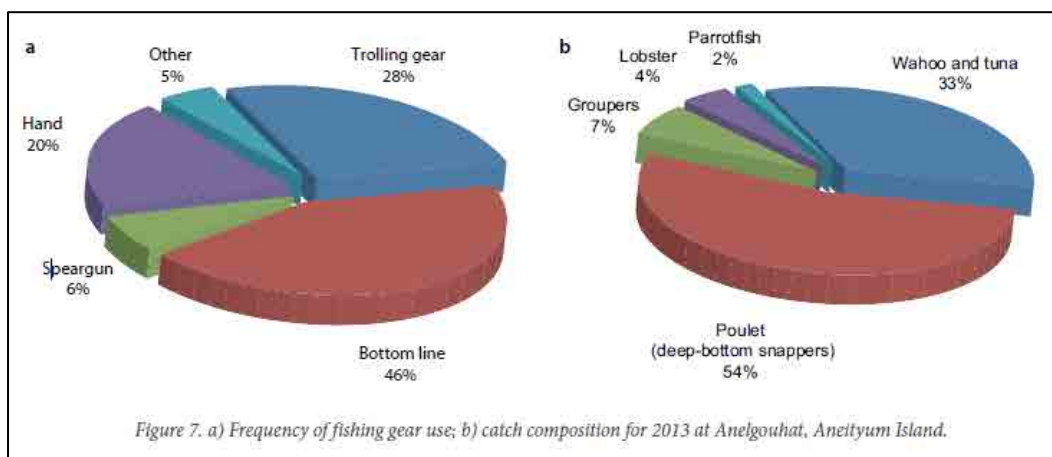 a
Other
5%
Trolling gear
28%
Hand
20%
Speargun
6%
Bottom line
46%
b
Parrotfish
2%
Lobster
4%
Wahoo and tuna
33%
Groupers
7%
Poulet
(deep-bottom snappers)
54%
Figure 7. a) Frequency of fishing gear use; b) catch composition for 2013 at Anelgouhat, Aneityum Island.